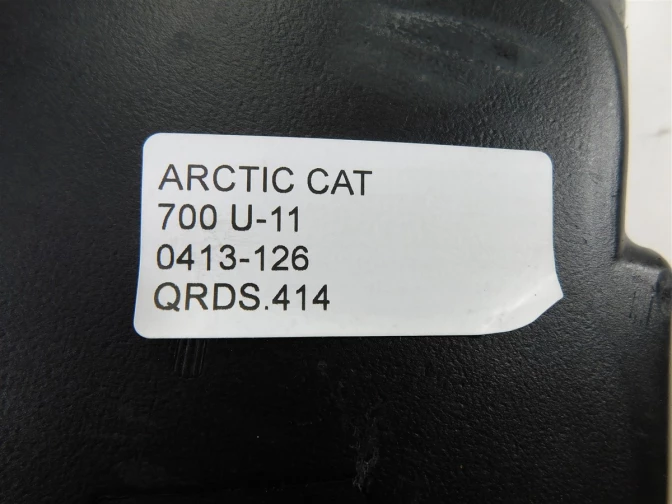 ARCTIC CAT
700 U-11
0413-126
QRDS.414